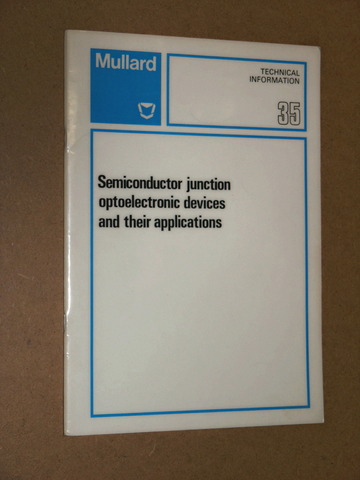 Mullard
TECHNICAL
INFORMATION
35
Semiconductor junction
optoelectronic devices
and their applications